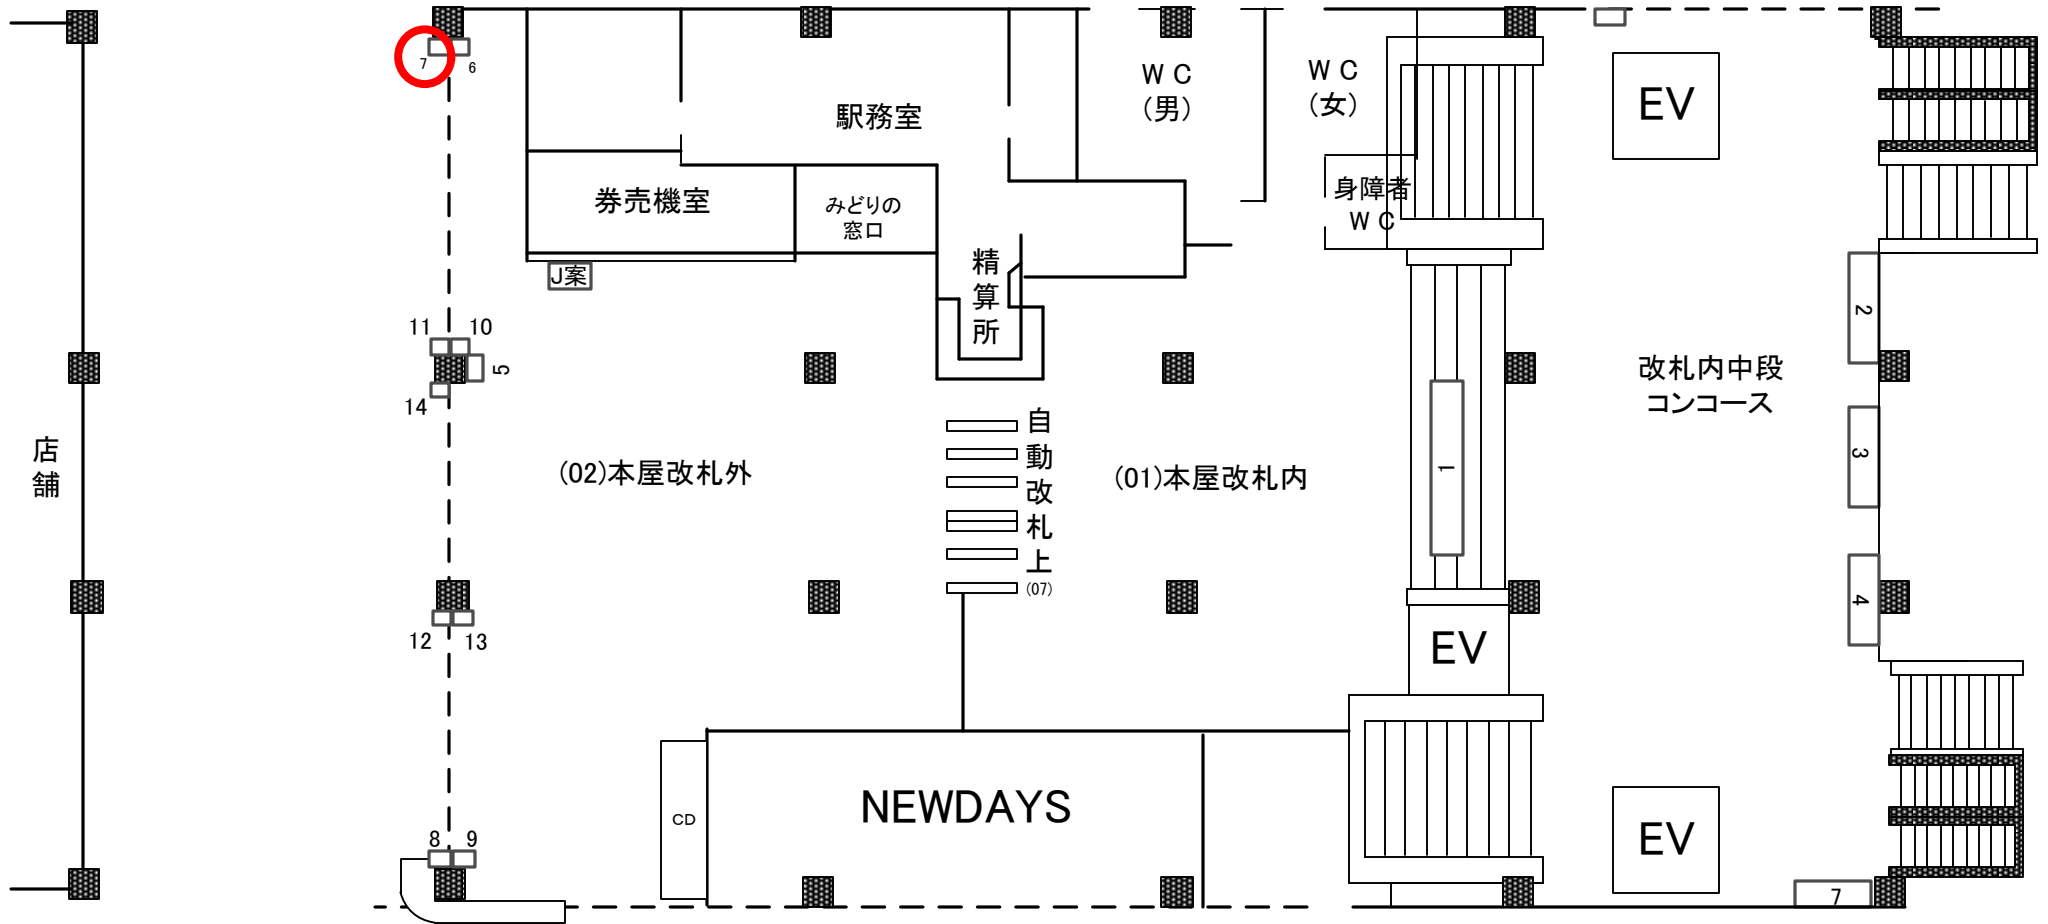 7
6
駅務室
WC
(男)
WC
(女)
EV
券売機室
みどりの
窓口
身障者
WC
精算所
J案
11
10
5
14
2
改札内中段
コンコース
店舗
(02)本屋改札外
自動改札上
(07)
(01)本屋改札内
1
3
4
12
13
EV
NEWDAYS
CD
EV
8
9
7